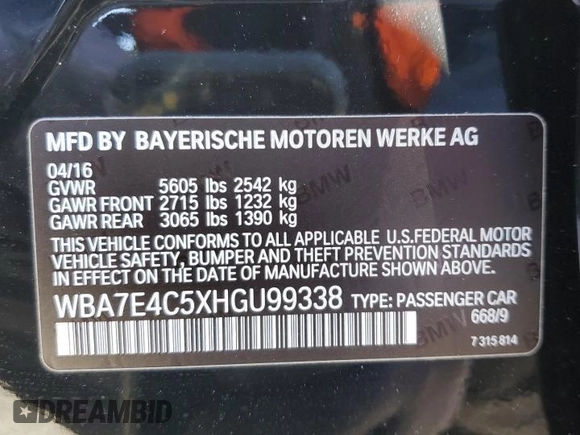 MFD BY BAYERISCHE MOTOREN WERKE AG
04/16
GVWR 5605 lbs 2542 kg
GAWR FRONT 2715 lbs 1232 kg
GAWR REAR 3065 lbs 1390 kg
THIS VEHICLE CONFORMS TO ALL APPLICABLE U.S.FEDERAL MOTOR
VEHICLE SAFETY, BUMPER AND THEFT PREVENTION STANDARDS
IN EFFECT ON THE DATE OF MANUFACTURE SHOWN ABOVE.
WBA7E4C5XHGU99338 TYPE: PASSENGER CAR
668/9
7 315 814
BMW
BMW
DREAMBID